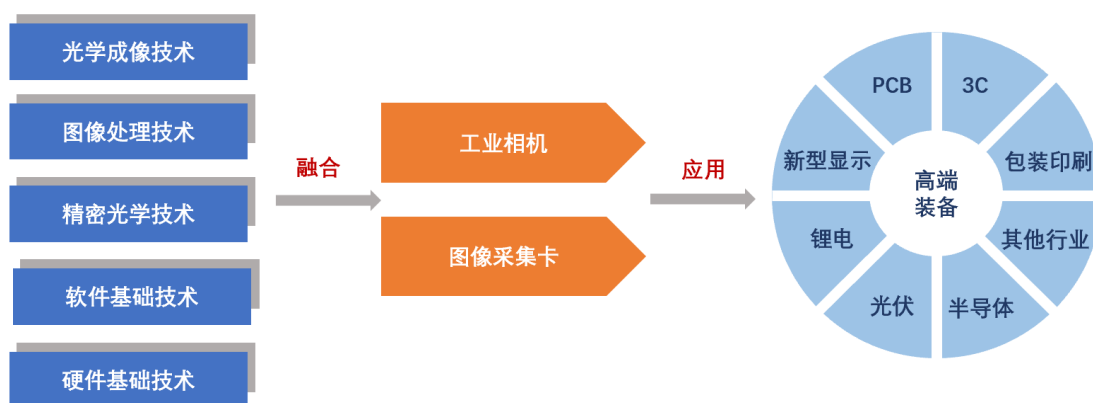 光学成像技术
图像处理技术
精密光学技术
软件基础技术
硬件基础技术
融合
工业相机
图像采集卡
应用
PCB
3C
新型显示
包装印刷
高端
装备
锂电
其他行业
光伏
半导体